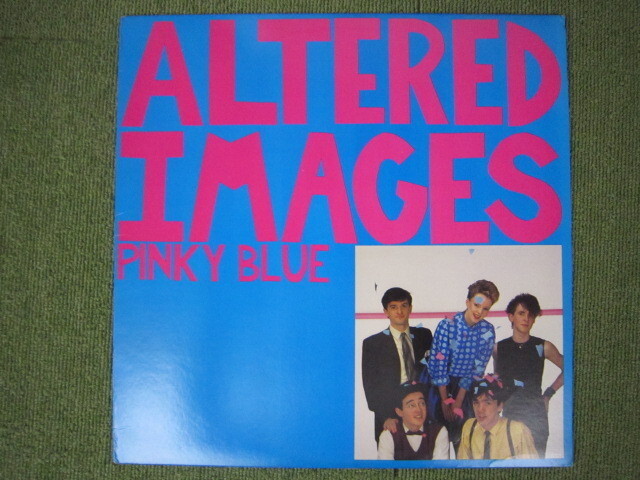 ALTERED
IMAGES
PINKY BLUE